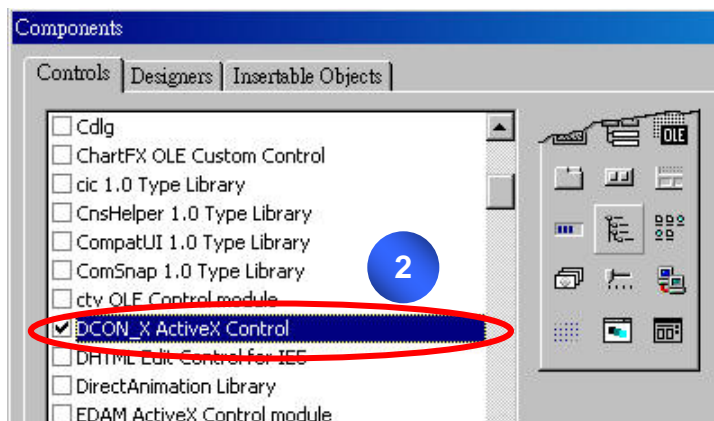 Components
Controls Designers Insertable Objects
Cdlg
ChartFX OLE Custom Control
cic 1.0 Type Library
CnsHelper 1.0 Type Library
CompatUI 1.0 Type Library
ComSnap 1.0 Type Library
ctv OLE Control module
DCON_X ActiveX Control
DHTML Edit Control for IE5
DirectAnimation Library
EDAM ActiveX Control module
2
OLE